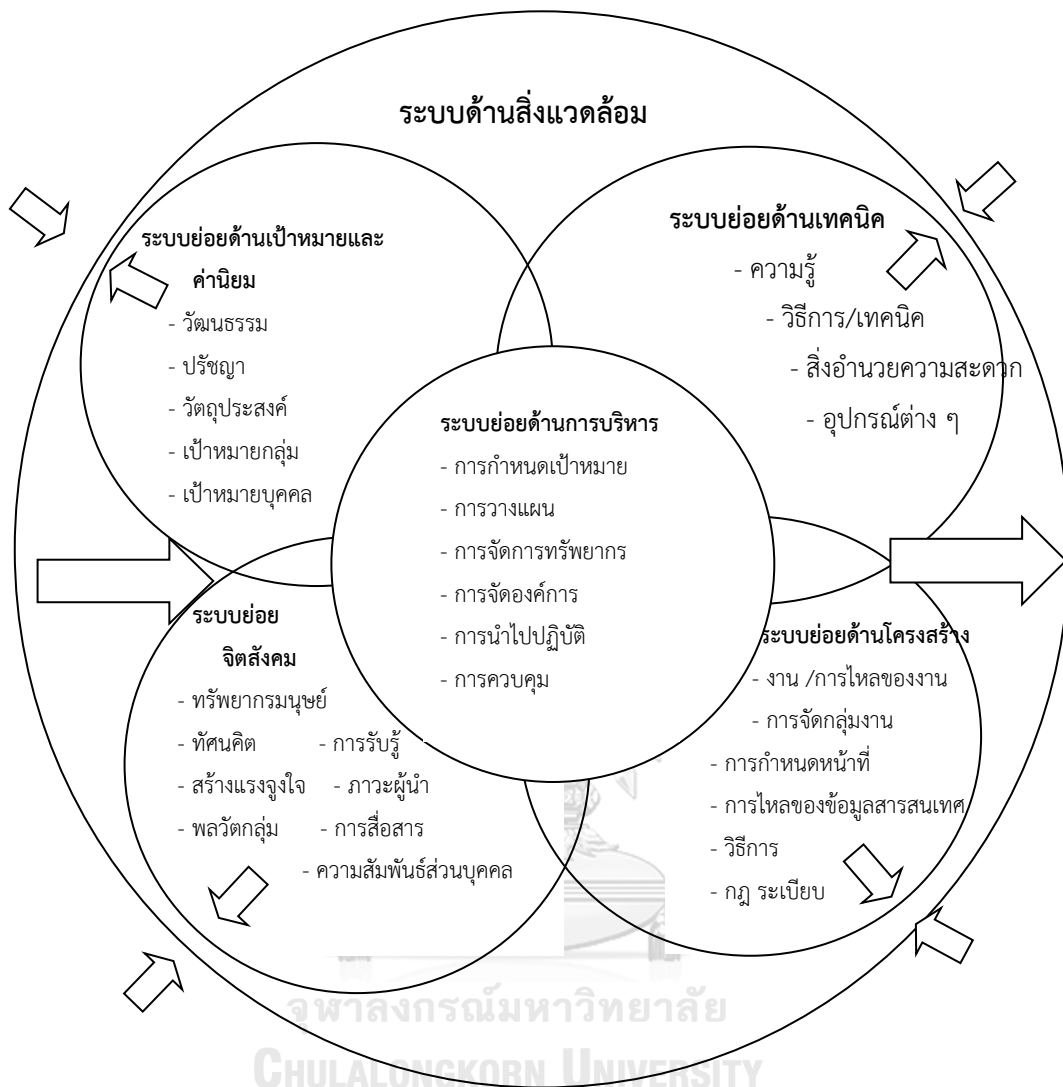 ระบบด้านสิ่งแวดล้อม
ระบบย่อยด้านเป้าหมายและ
ค่านิยม
- วัฒนธรรม
- ปรัชญา
- วัตถุประสงค์
- เป้าหมายกลุ่ม
- เป้าหมายบุคคล
ระบบย่อยด้านเทคนิค
- ความรู้
- วิธีการ/เทคนิค
- สิ่งอำนวยความสะดวก
- อุปกรณ์ต่าง ๆ
ระบบย่อยด้านการบริหาร
- การกำหนดเป้าหมาย
- การวางแผน
- การจัดการทรัพยากร
- การจัดองค์การ
- การนำไปปฏิบัติ
- การควบคุม
ระบบย่อย
จิตสังคม
- ทรัพยากรมนุษย์
- ทัศนคติ - การรับรู้
- สร้างแรงจูงใจ - ภาวะผู้นำ
- พลวัตกลุ่ม - การสื่อสาร
- ความสัมพันธ์ส่วนบุคคล
ระบบย่อยด้านโครงสร้าง
- งาน /การไหลของงาน
- การจัดกลุ่มงาน
- การกำหนดหน้าที่
- การไหลของข้อมูลสารสนเทศ
- วิธีการ
- กฎ ระเบียบ
จุฬาลงกรณ์มหาวิทยาลัย
CHULALONGKORN UNIVERSITY